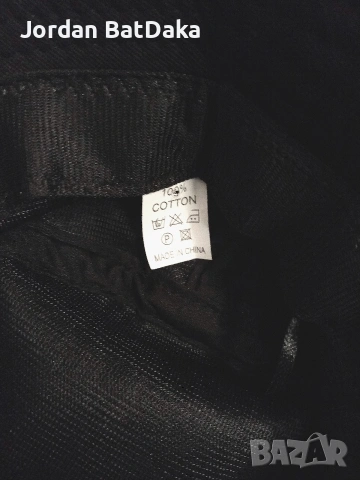 Jordan BatDaka
100%
COTTON
P
MADE IN CHINA
BAZAR